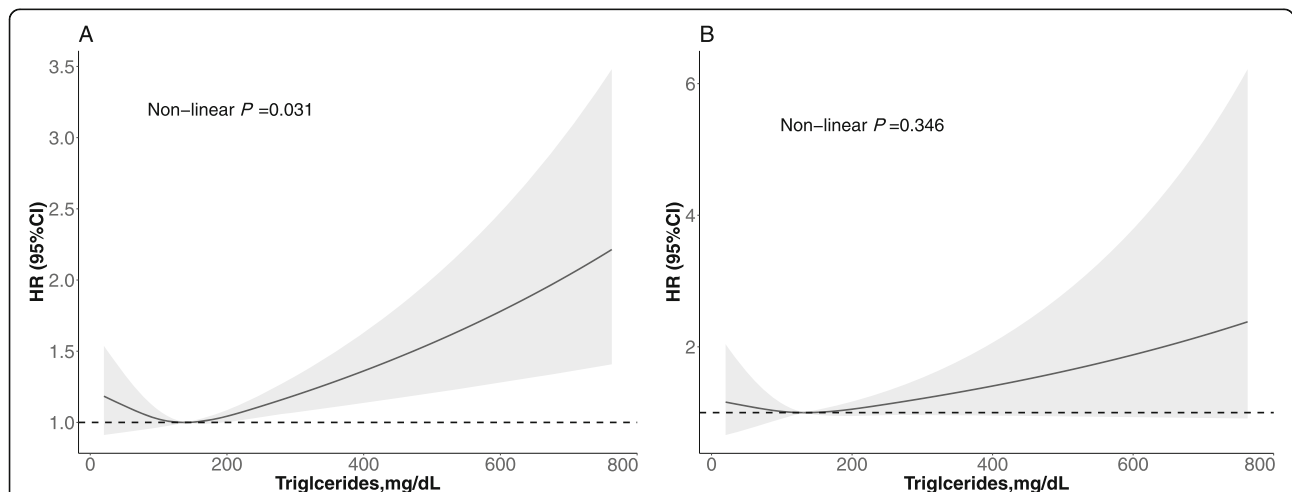 A
3.5
3.0
2.5
2.0
1.5
1.0
HR (95%CI)
Non-linear P =0.031
0 200 400 600 800
Triglcerides,mg/dL
B
6
4
2
HR (95%CI)
Non-linear P =0.346
0 200 400 600 800
Triglcerides,mg/dL